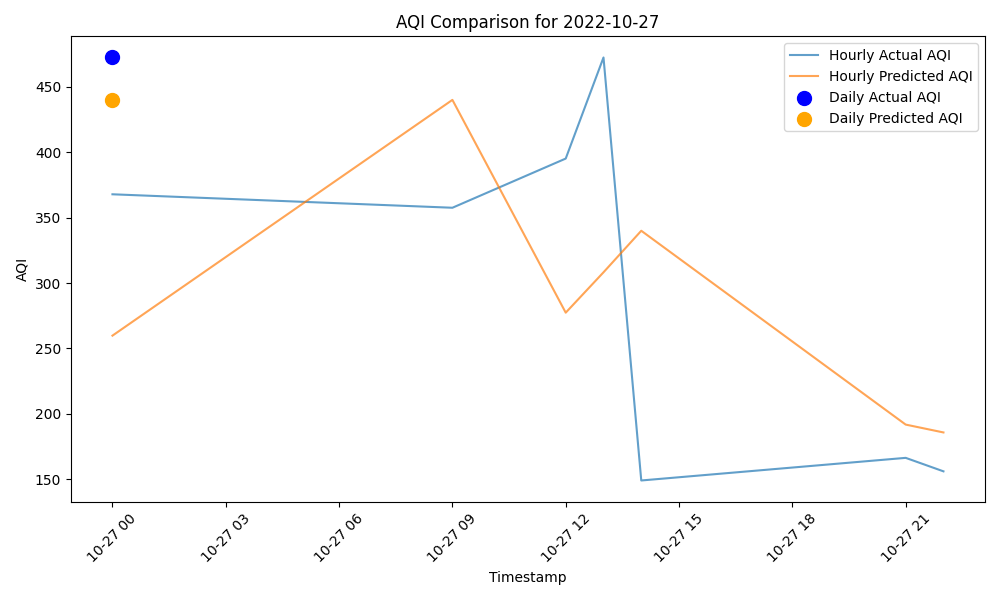 AQI Comparison for 2022-10-27
Hourly Actual AQI
Hourly Predicted AQI
Daily Actual AQI
Daily Predicted AQI
AQI
450
400
350
300
250
200
150
10-27 00
10-27 03
10-27 06
10-27 09
10-27 12
10-27 15
10-27 18
10-27 21
Timestamp